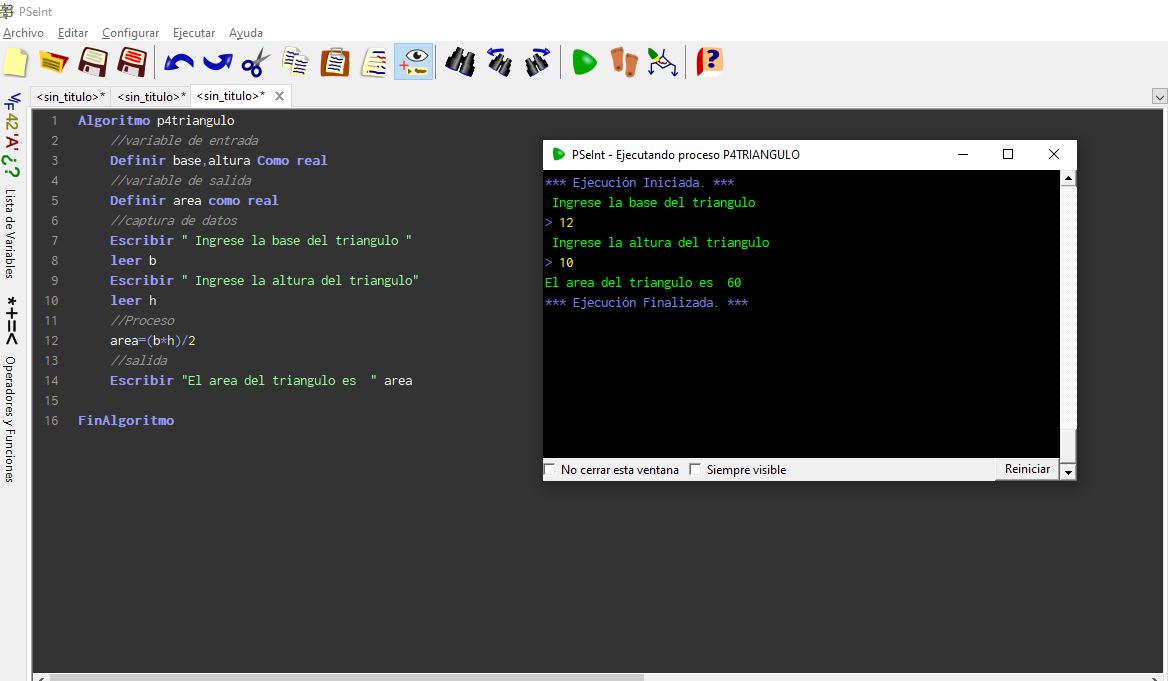 PSeInt
Archivo Editar Configurar Ejecutar Ayuda
<sin_titulo>* <sin_titulo>* <sin_titulo>*
1 Algoritmo p4triangulo
2 //variable de entrada
3 Definir base,altura Como real
4 //variable de salida
5 Definir area como real
6 //captura de datos
7 Escribir " Ingrese la base del triangulo "
8 leer b
9 Escribir " Ingrese la altura del triangulo"
10 leer h
11 //Proceso
12 area=(b*h)/2
13 //salida
14 Escribir "El area del triangulo es  " area
15
16 FinAlgoritmo
PSeInt - Ejecutando proceso P4TRIANGULO
*** Ejecución Iniciada. ***
Ingrese la base del triangulo
> 12
Ingrese la altura del triangulo
> 10
El area del triangulo es  60
*** Ejecución Finalizada. ***
No cerrar esta ventana Siempre visible Reiniciar
42 'A' ¿?
Lista de Variables
*+=<
Operadores y Funciones